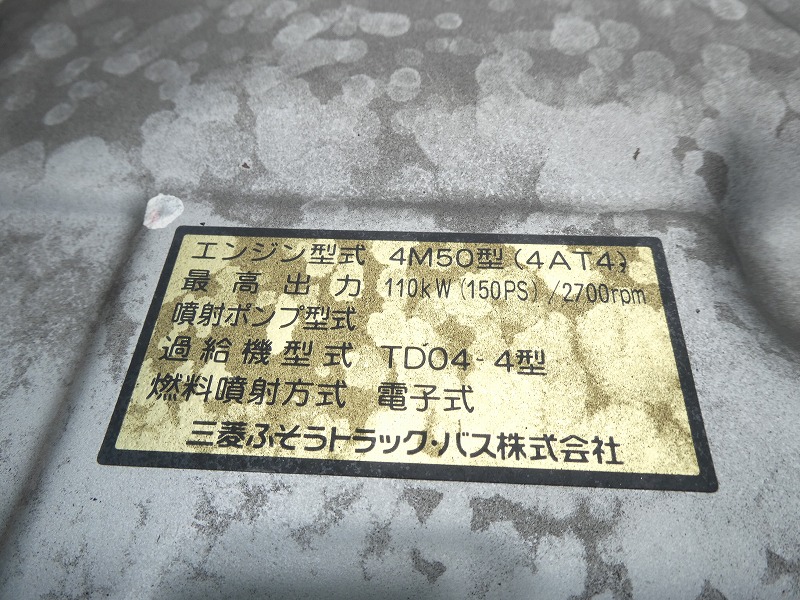 エンジン型式 4M50型(4AT4)
最高出力 110kW(150PS)/2700rpm
噴射ポンプ型式
過給機型式 TD04-4型
燃料噴射方式 電子式
三菱ふそうトラック・バス株式会社